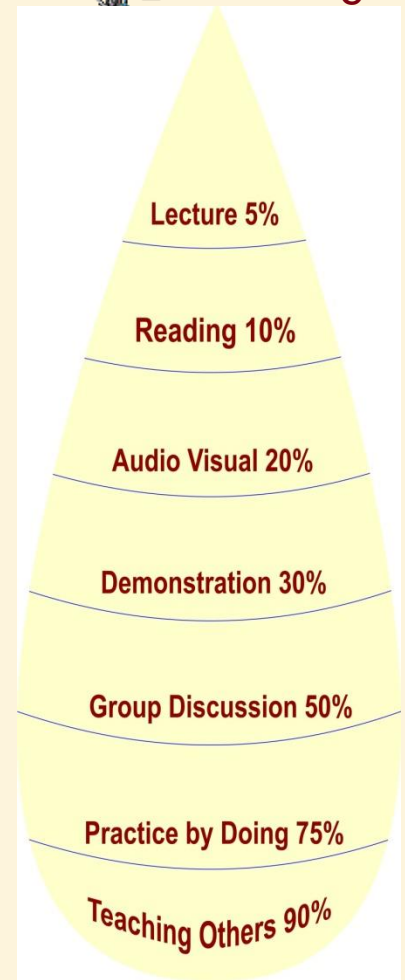 Lecture 5%
Reading 10%
Audio Visual 20%
Demonstration 30%
Group Discussion 50%
Practice by Doing 75%
Teaching Others 90%